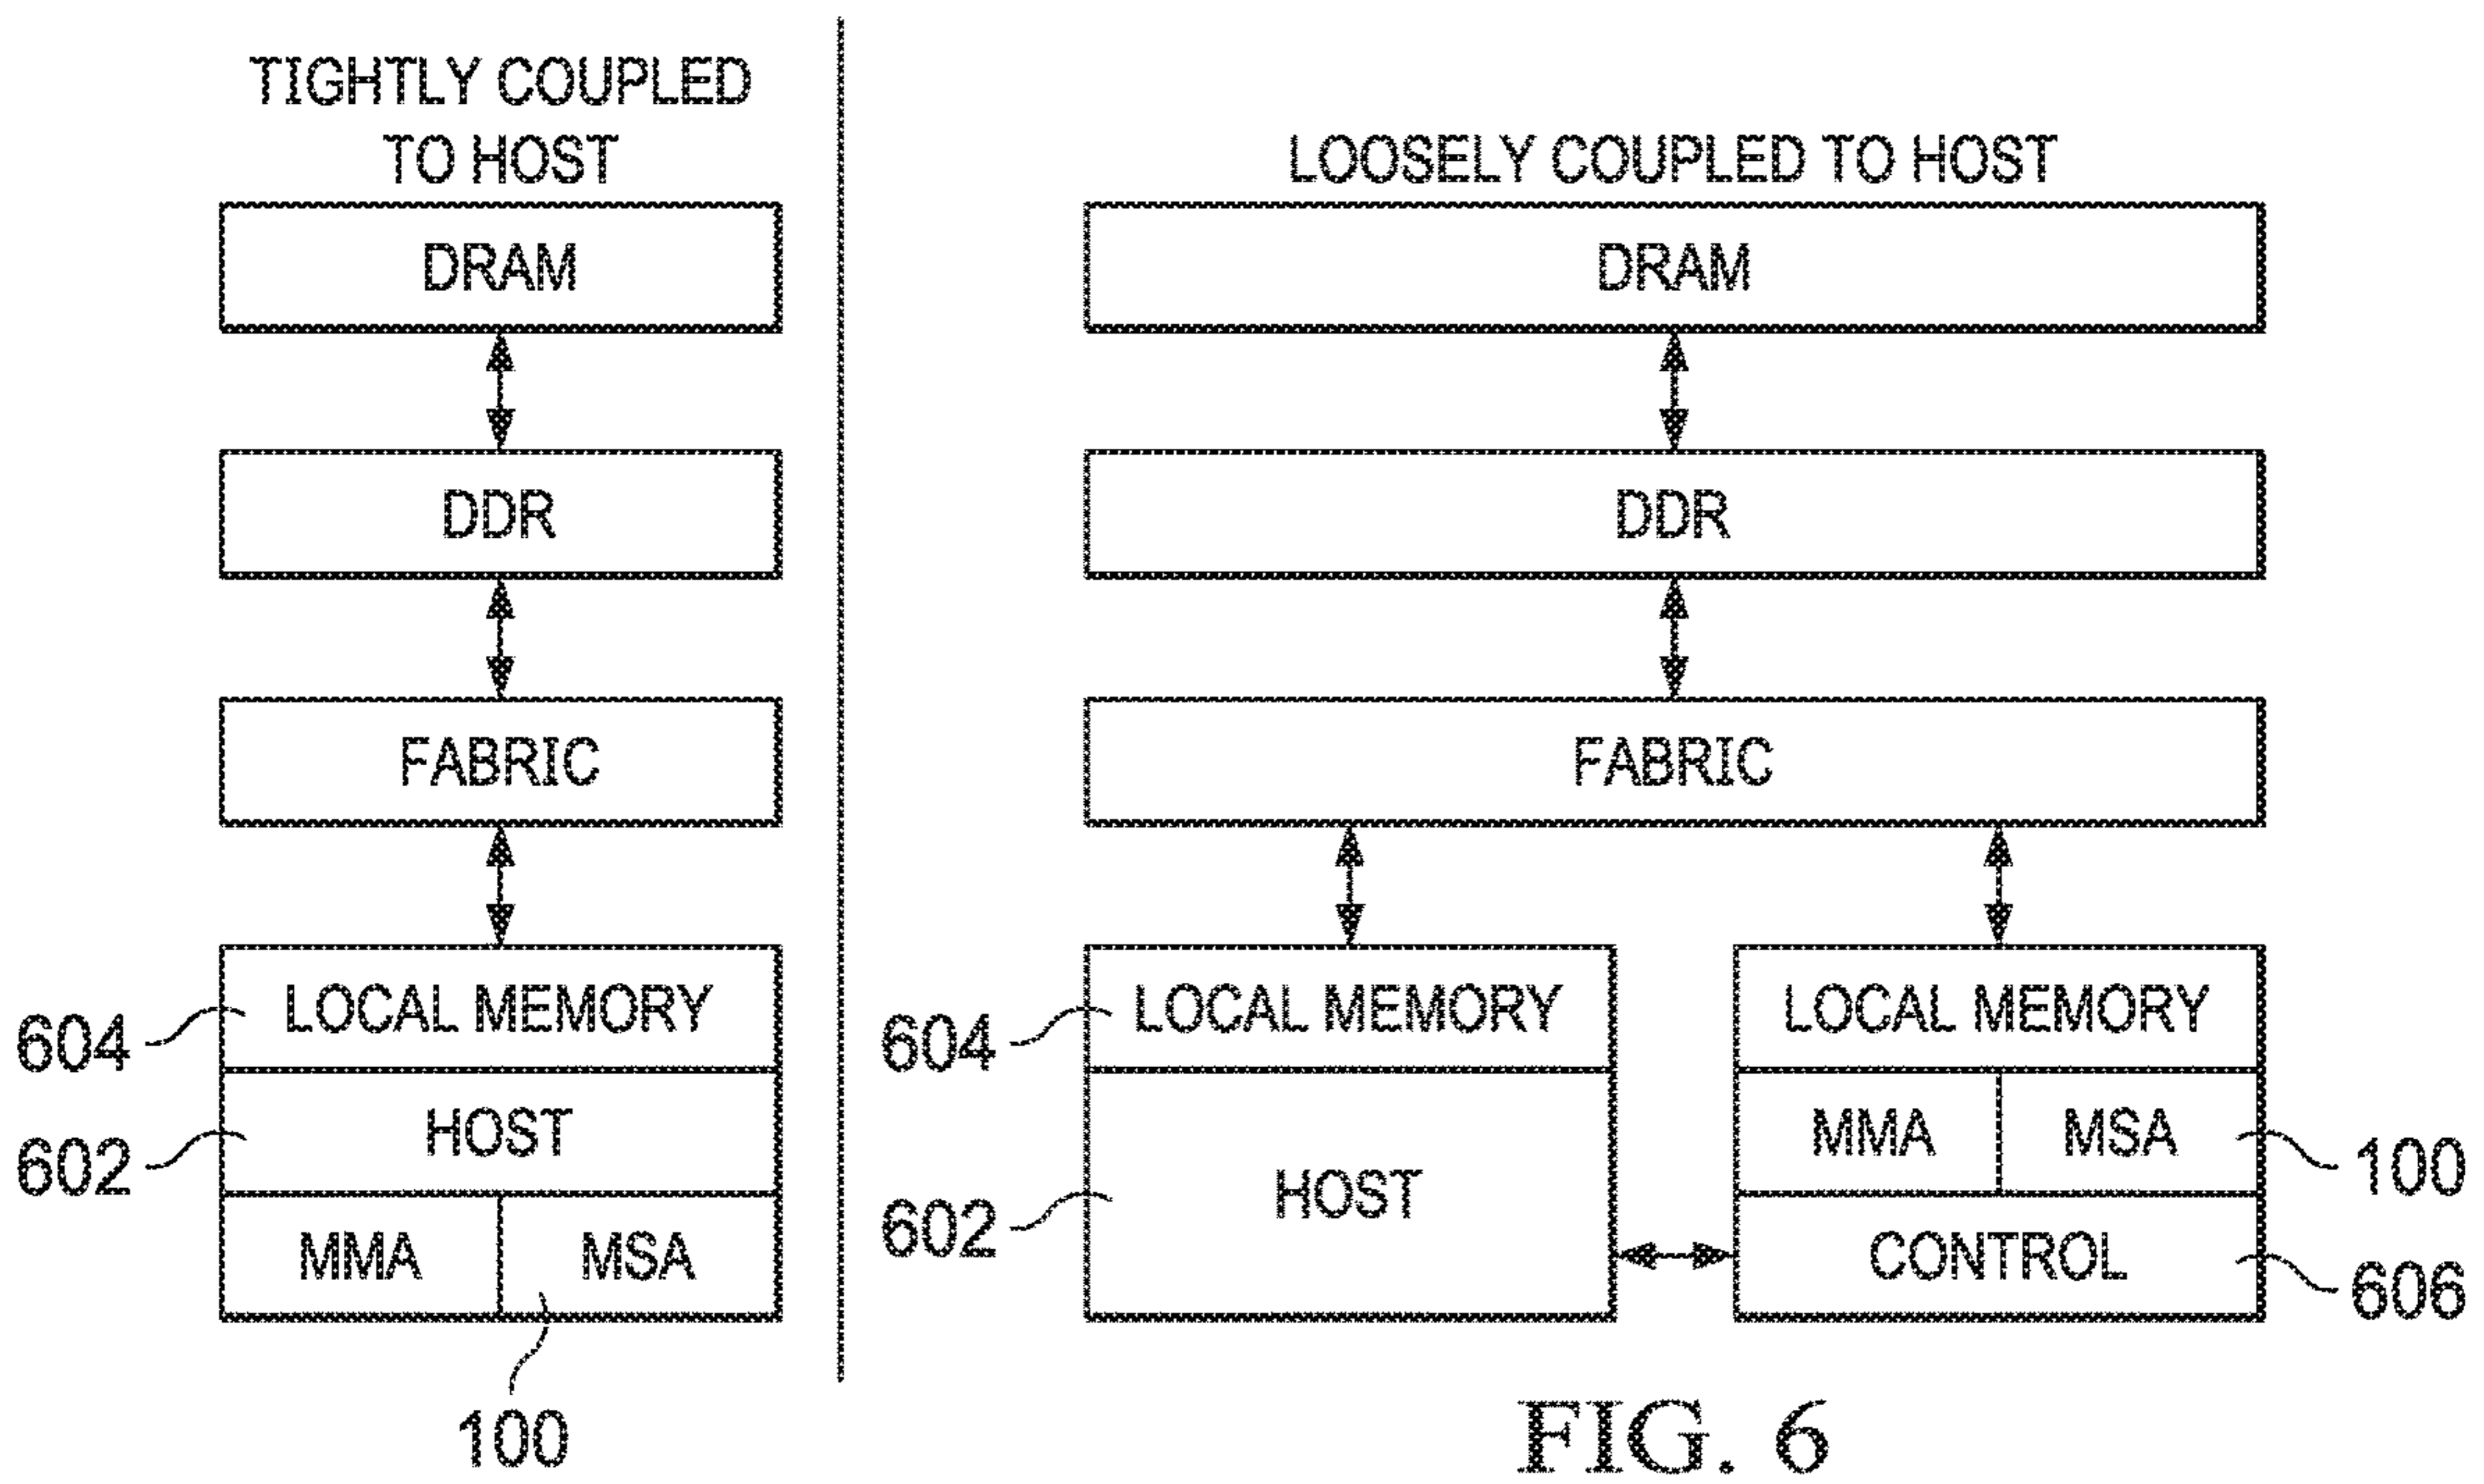 TIGHTLY COUPLED
TO HOST
DRAM
DDR
FABRIC
604
LOCAL MEMORY
602
HOST
MMA
MSA
100
LOOSELY COUPLED TO HOST
DRAM
DDR
FABRIC
604
LOCAL MEMORY
602
HOST
LOCAL MEMORY
MMA
MSA
100
CONTROL
606
FIG. 6